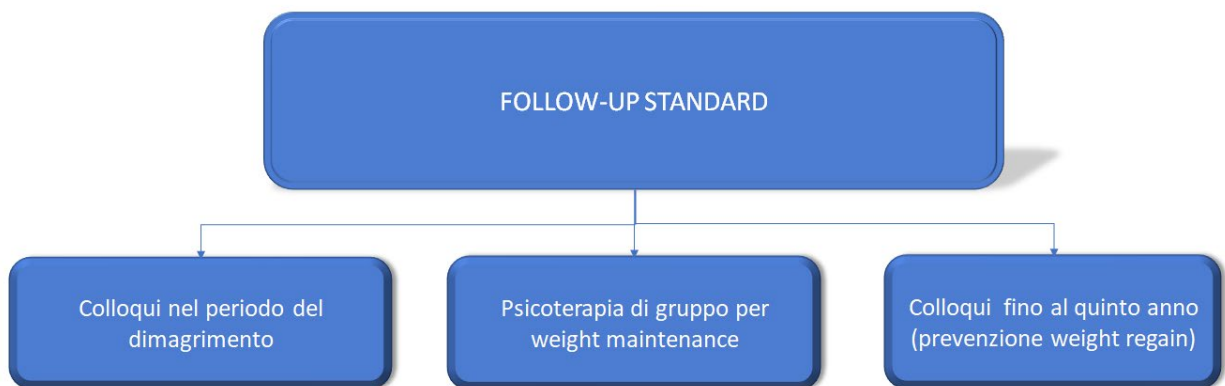 FOLLOW-UP STANDARD
Colloqui nel periodo del
dimagrimento
Psicoterapia di gruppo per
weight maintenance
Colloqui fino al quinto anno
(prevenzione weight regain)